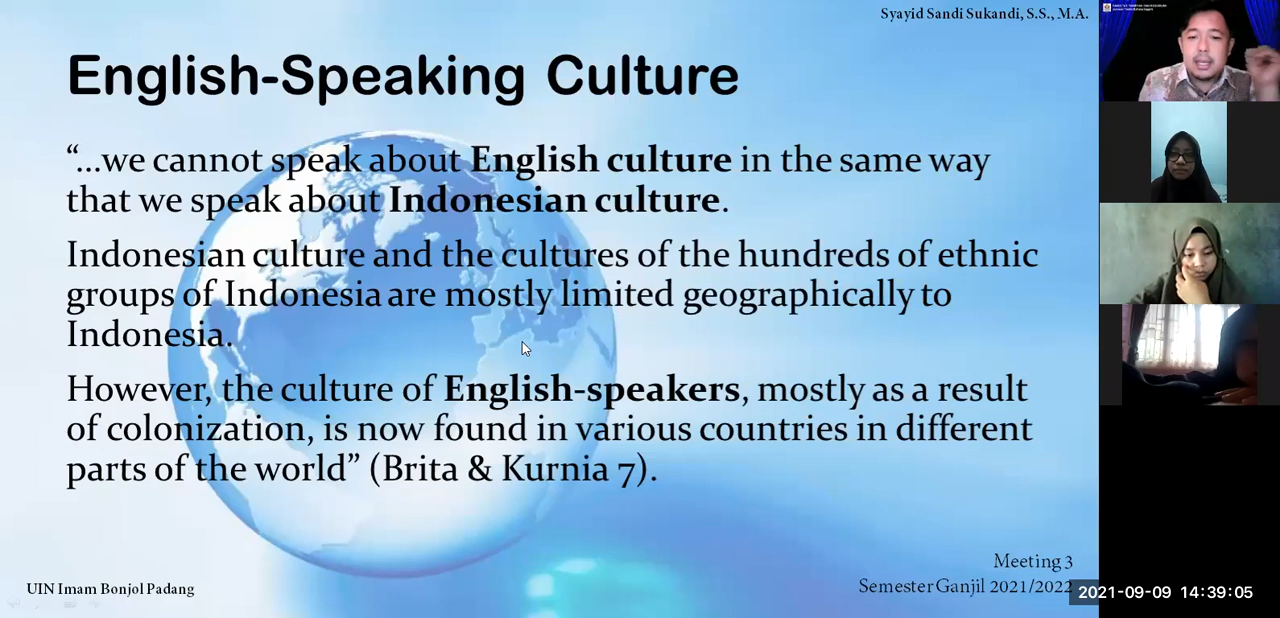 Syayid Sandi Sukandi, S.S., M.A.
English-Speaking Culture
“…we cannot speak about English culture in the same way
that we speak about Indonesian culture.
Indonesian culture and the cultures of the hundreds of ethnic
groups of Indonesia are mostly limited geographically to
Indonesia.
However, the culture of English-speakers, mostly as a result
of colonization, is now found in various countries in different
parts of the world” (Brita & Kurnia 7).
Meeting 3
Semester Ganjil 2021/2022
UIN Imam Bonjol Padang
2021-09-09 14:39:05